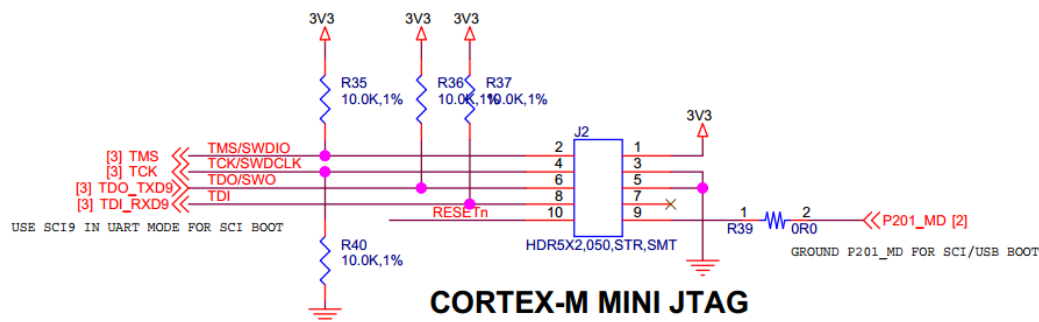 3V3 3V3 3V3
R35 R36 R37
10.0K,1% 10.0K,1% 10.0K,1%
J2 3V3
[3] TMS TMS/SWDIO 2 1
[3] TCK TCK/SWDCLK 4 3
[3] TDO_TXD9 TDO/SWO 6 5
[3] TDI_RXD9 TDI 8 7
RESETn 10 9 1 2 P201_MD [2]
USE SCI9 IN UART MODE FOR SCI BOOT
R39 0R0
R40 HDR5X2,050,STR,SMT GROUND P201_MD FOR SCI/USB BOOT
10.0K,1%
CORTEX-M MINI JTAG